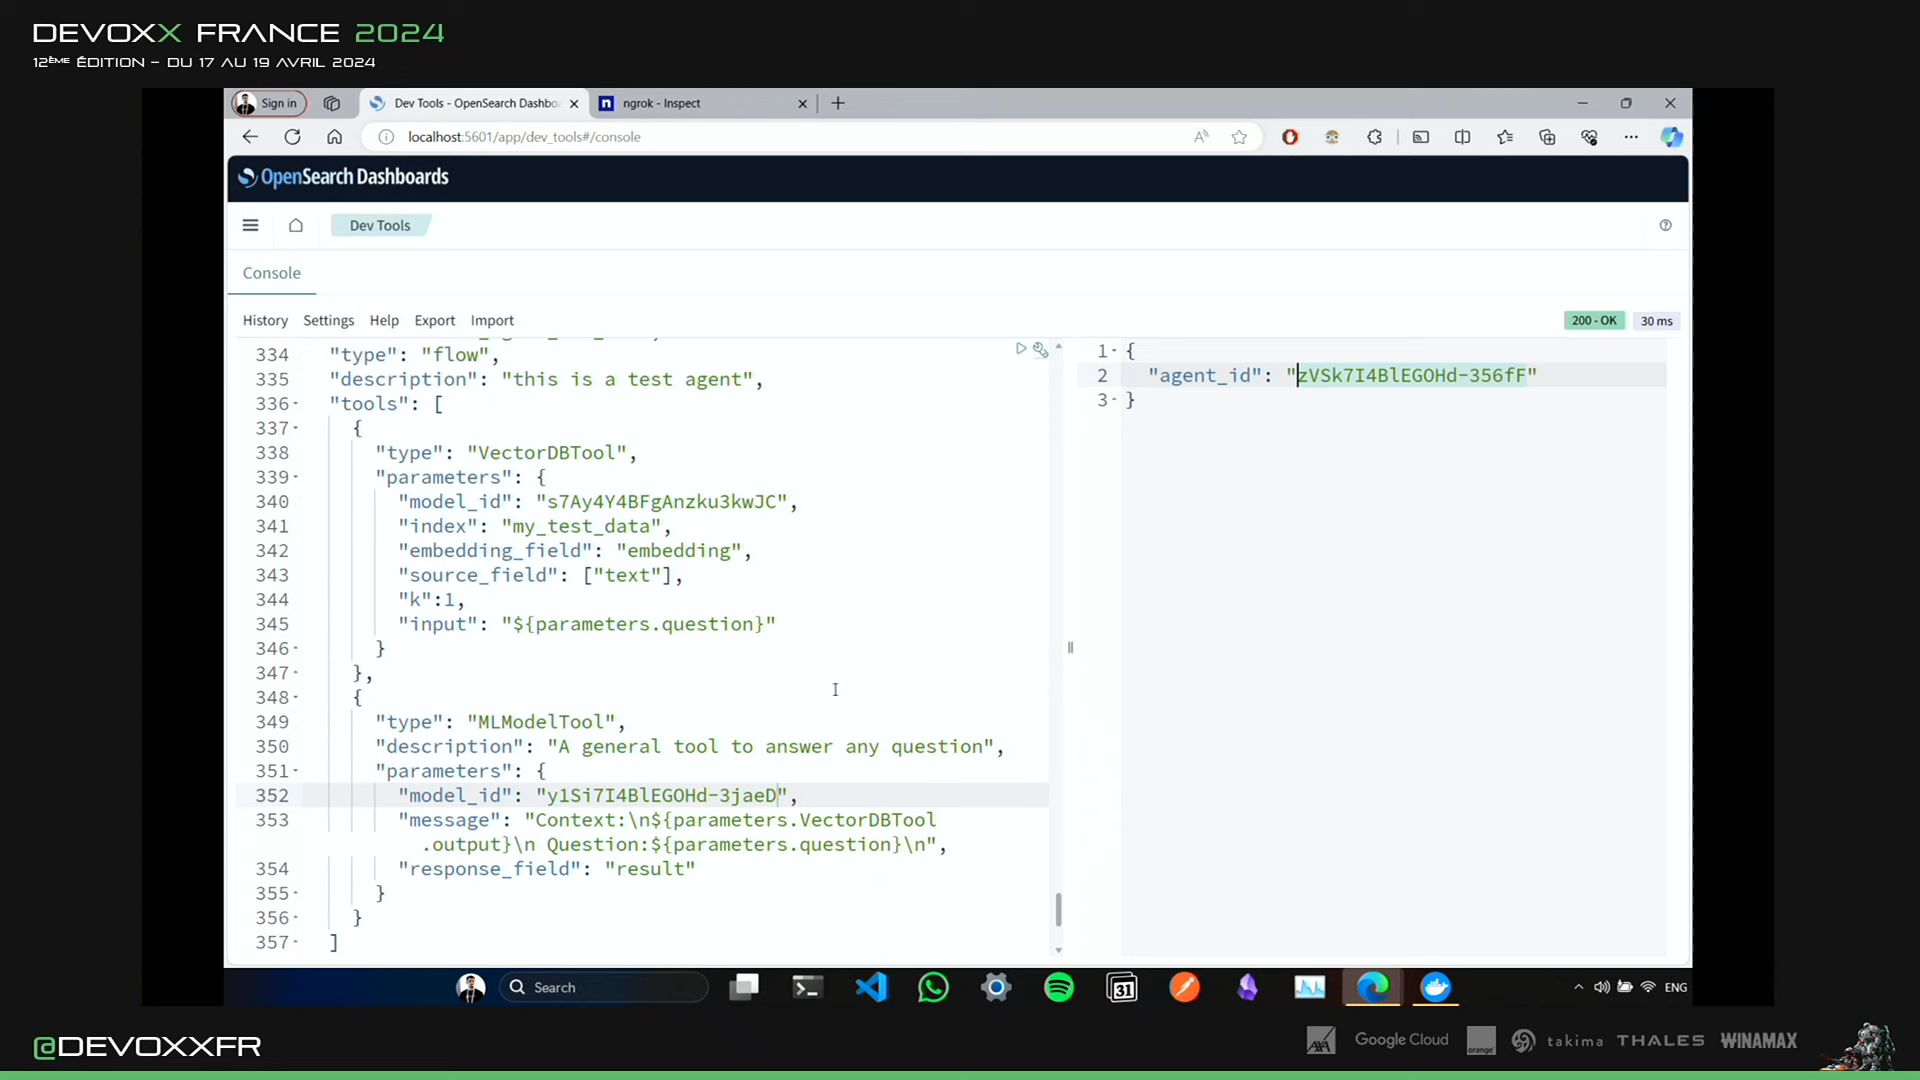 DEVOXX FRANCE 2024
12ÈME ÉDITION – DU 17 AU 19 AVRIL 2024
Sign in
Dev Tools - OpenSearch Dashbo
ngrok - Inspect
localhost:5601/app/dev_tools#/console
OpenSearch Dashboards
Dev Tools
Console
History Settings Help Export Import
200 - OK 30 ms
334 "type": "flow",
335 "description": "this is a test agent",
336 "tools": [
337 {
338 "type": "VectorDBTool",
339 "parameters": {
340 "model_id": "s7Ay4Y4BFgAnzku3kwJC",
341 "index": "my_test_data",
342 "embedding_field": "embedding",
343 "source_field": ["text"],
344 "k":1,
345 "input": "${parameters.question}"
346 }
347 },
348 {
349 "type": "MLModelTool",
350 "description": "A general tool to answer any question",
351 "parameters": {
352 "model_id": "y1Si7I4BlEGOHd-3jaeD",
353 "message": "Context:\n${parameters.VectorDBTool
.output}\n Question:${parameters.question}\n",
354 "response_field": "result"
355 }
356 }
357 ]
1 {
2 "agent_id": "zVSk7I4BlEGOHd-356fF"
3 }
Search
31
ENG
@DEVOXXFR
AXA Google Cloud orange takima THALES WINAMAX